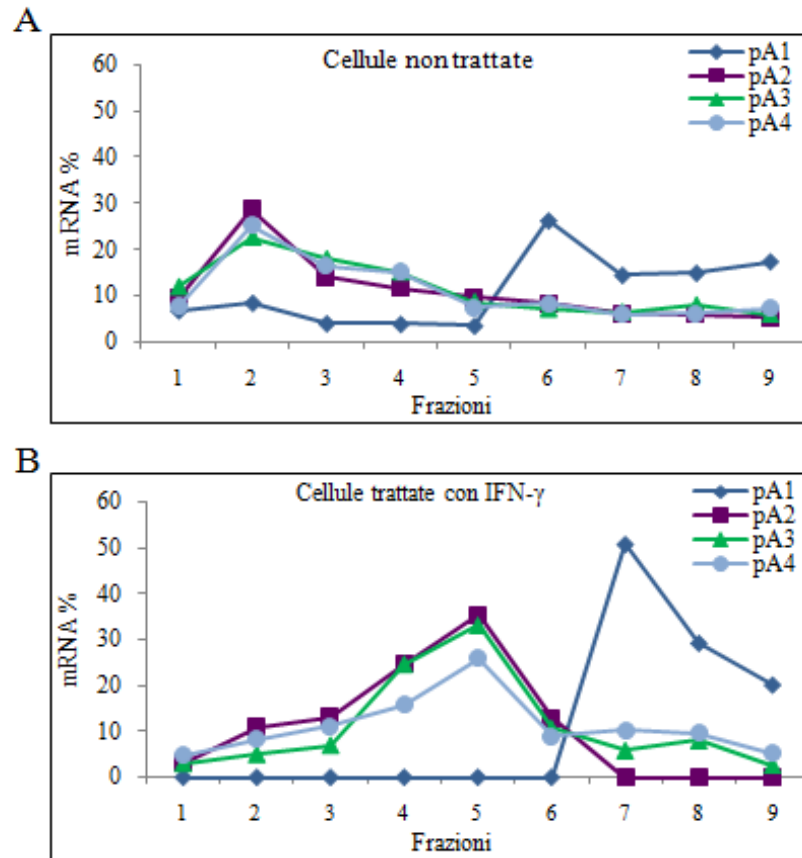 A
Cellule non trattate
pA1
pA2
pA3
pA4
60
50
40
30
20
10
0
mRNA %
1 2 3 4 5 6 7 8 9
Frazioni
B
Cellule trattate con IFN-γ
pA1
pA2
pA3
pA4
60
50
40
30
20
10
0
mRNA %
1 2 3 4 5 6 7 8 9
Frazioni